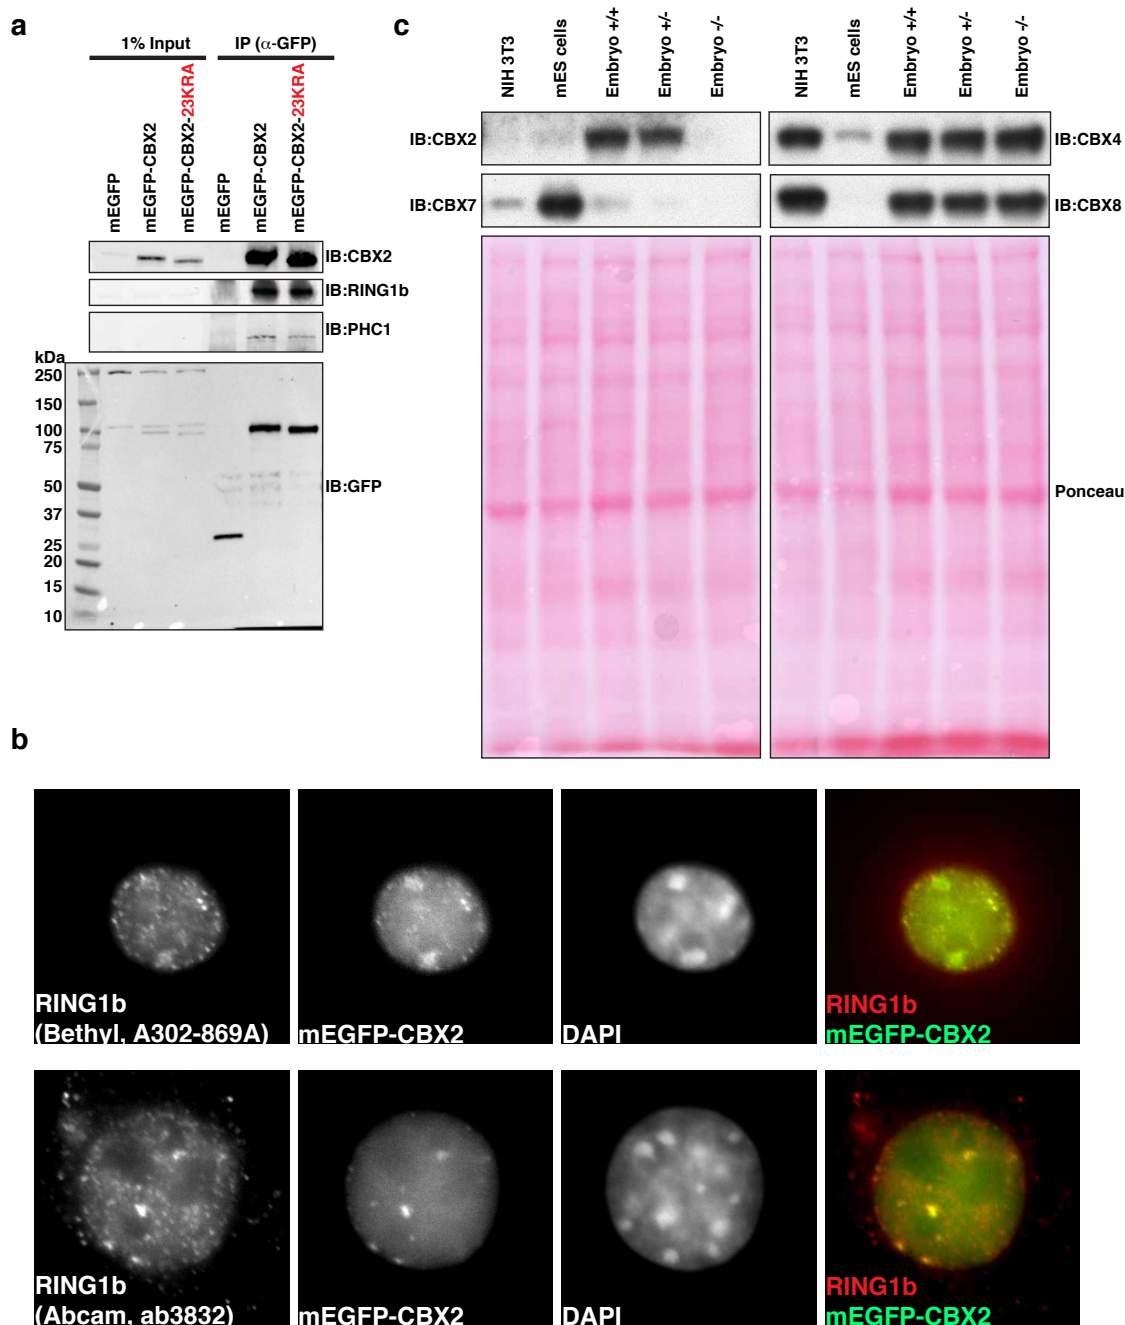 a
1% Input
IP (α-GFP)
mEGFP
mEGFP-CBX2
mEGFP-CBX2-23KRA
mEGFP
mEGFP-CBX2
mEGFP-CBX2-23KRA
IB:CBX2
IB:RING1b
IB:PHC1
kDa
250
150
100
75
50
37
25
20
15
10
IB:GFP
c
NIH 3T3
mES cells
Embryo +/+
Embryo +/-
Embryo -/-
NIH 3T3
mES cells
Embryo +/+
Embryo +/-
Embryo -/-
IB:CBX2
IB:CBX4
IB:CBX7
IB:CBX8
Ponceau
b
RING1b
(Bethyl, A302-869A)
mEGFP-CBX2
DAPI
RING1b
mEGFP-CBX2
RING1b
(Abcam, ab3832)
mEGFP-CBX2
DAPI
RING1b
mEGFP-CBX2